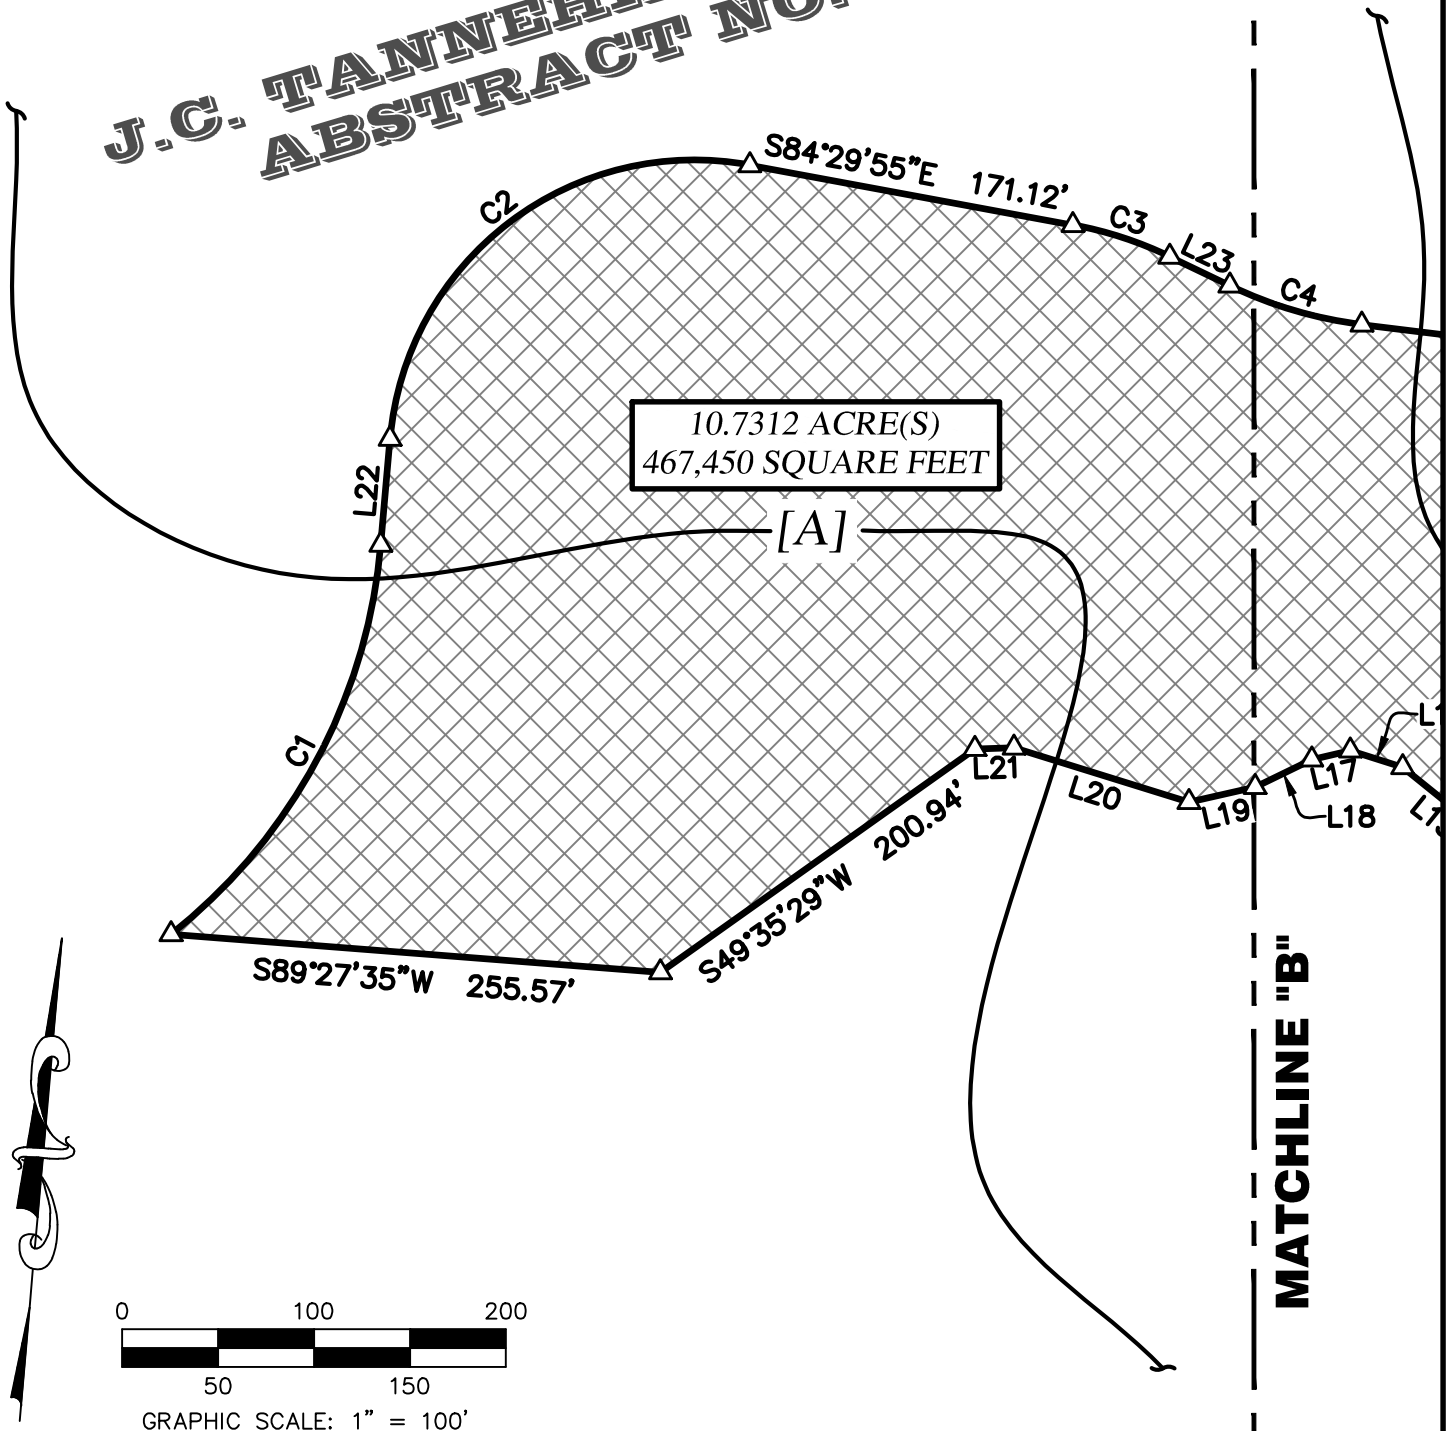 J.C.
ABSTRACT NO.
S84°29'55"E 171.12'
C2
C3
L23
C4
10.7312 ACRE(S)
467,450 SQUARE FEET
L22
[A]
C1
L21
L20
L19
L17
L18
S49°35'29"W 200.94'
S89°27'35"W 255.57'
MATCHLINE "B"
0 100 200
50 150
GRAPHIC SCALE: 1" = 100'